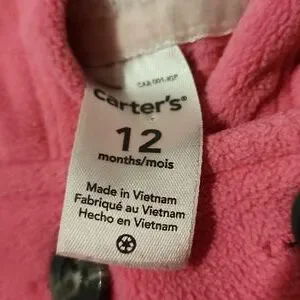 carter's®
12
months/mois
Made in Vietnam
Fabriqué au Vietnam
Hecho en Vietnam